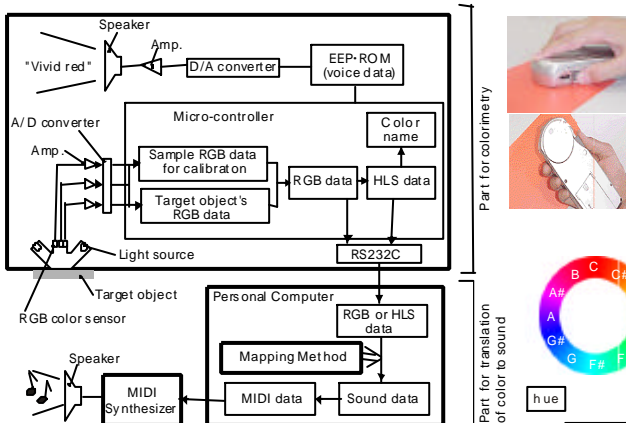 Speaker
Amp.
"Vivid red"
D/A converter
EEP·ROM
(voice data)
Micro-controller
Color
name
A/D converter
Amp.
Sample RGB data
for calibraton
RGB data
HLS data
Target object's
RGB data
RS232C
Light source
Target object
RGB color sensor
Part for colorimetry
Personal Computer
RGB or HLS
data
Mapping Method
Speaker
MIDI
Synthesizer
MIDI data
Sound data
Part for translation
of color to sound
C
C#
B
A#
A
G#
G
F#
F
hue